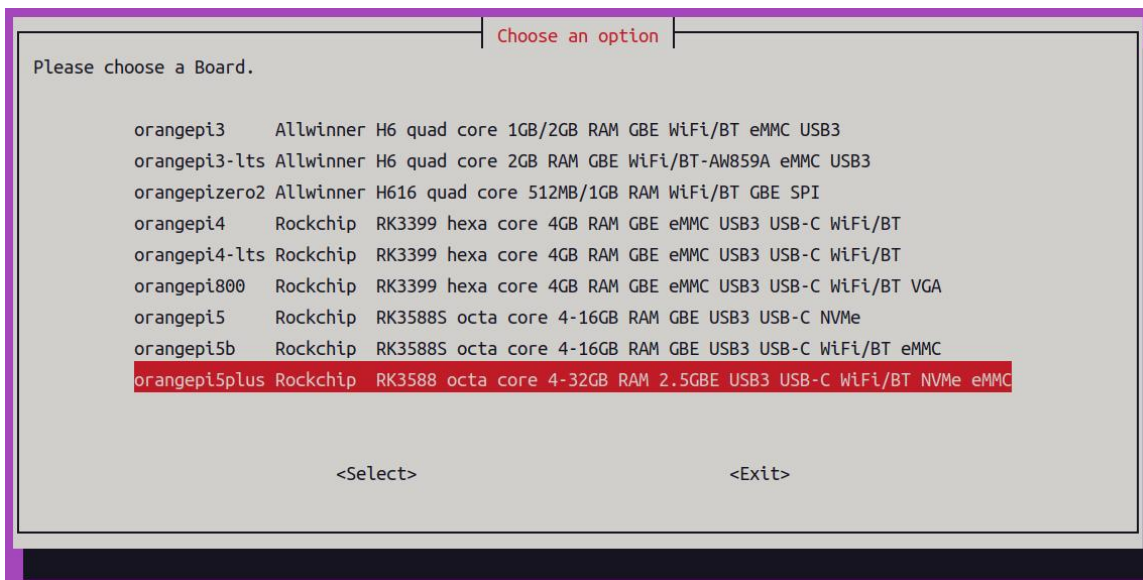 Choose an option
Please choose a Board.
orangepi3 Allwinner H6 quad core 1GB/2GB RAM GBE WiFi/BT eMMC USB3
orangepi3-lts Allwinner H6 quad core 2GB RAM GBE WiFi/BT-AW859A eMMC USB3
orangepizero2 Allwinner H616 quad core 512MB/1GB RAM WiFi/BT GBE SPI
orangepi4 Rockchip RK3399 hexa core 4GB RAM GBE eMMC USB3 USB-C WiFi/BT
orangepi4-lts Rockchip RK3399 hexa core 4GB RAM GBE eMMC USB3 USB-C WiFi/BT
orangepi800 Rockchip RK3399 hexa core 4GB RAM GBE eMMC USB3 USB-C WiFi/BT VGA
orangepi5 Rockchip RK3588S octa core 4-16GB RAM GBE USB3 USB-C NVMe
orangepi5b Rockchip RK3588S octa core 4-16GB RAM GBE USB3 USB-C WiFi/BT eMMC
orangepi5plus Rockchip RK3588 octa core 4-32GB RAM 2.5GBE USB3 USB-C WiFi/BT NVMe eMMC
<Select> <Exit>